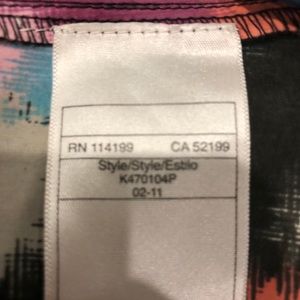 RN 114199 CA 52199
Style/Style/Estilo
K470104P
02-11